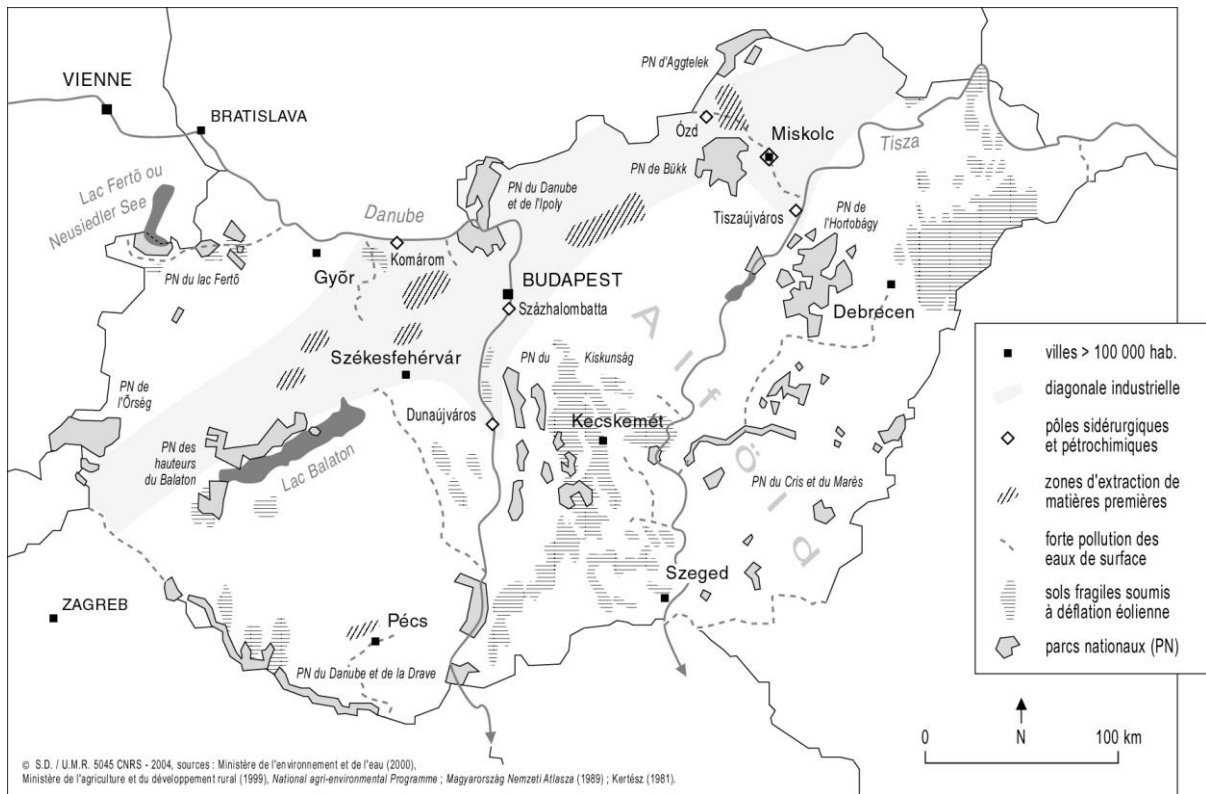 VIENNE
BRATISLAVA
Lac Fertõ ou
Neusiedler See
PN du lac Fertõ
Győr
Danube
Komárom
PN du Danube
et de l'Ipoly
PN d'Aggtelek
Ózd
Miskolc
PN de Bükk
Tiszaújváros
Tisza
PN de
l'Hortobágy
Debrecen
BUDAPEST
Százhalombatta
Székesfehérvár
Dunaújváros
PN du Kiskunság
Kecskemét
Alföld
PN de
l'Õrség
PN des
hauteurs
du Balaton
Lac Balaton
PN du Cris et du Marès
Szeged
ZAGREB
Pécs
PN du Danube et de la Drave
villes > 100 000 hab.
diagonale industrielle
pôles sidérurgiques
et pétrochimiques
zones d'extraction de
matières premières
forte pollution des
eaux de surface
sols fragiles soumis
à déflation éolienne
parcs nationaux (PN)
0 N 100 km
© S.D. / U.M.R. 5045 CNRS - 2004, sources : Ministère de l'environnement et de l'eau (2000),
Ministère de l'agriculture et du développement rural (1999), National agri-environmental Programme ; Magyarország Nemzeti Atlasza (1989) ; Kertész (1981).